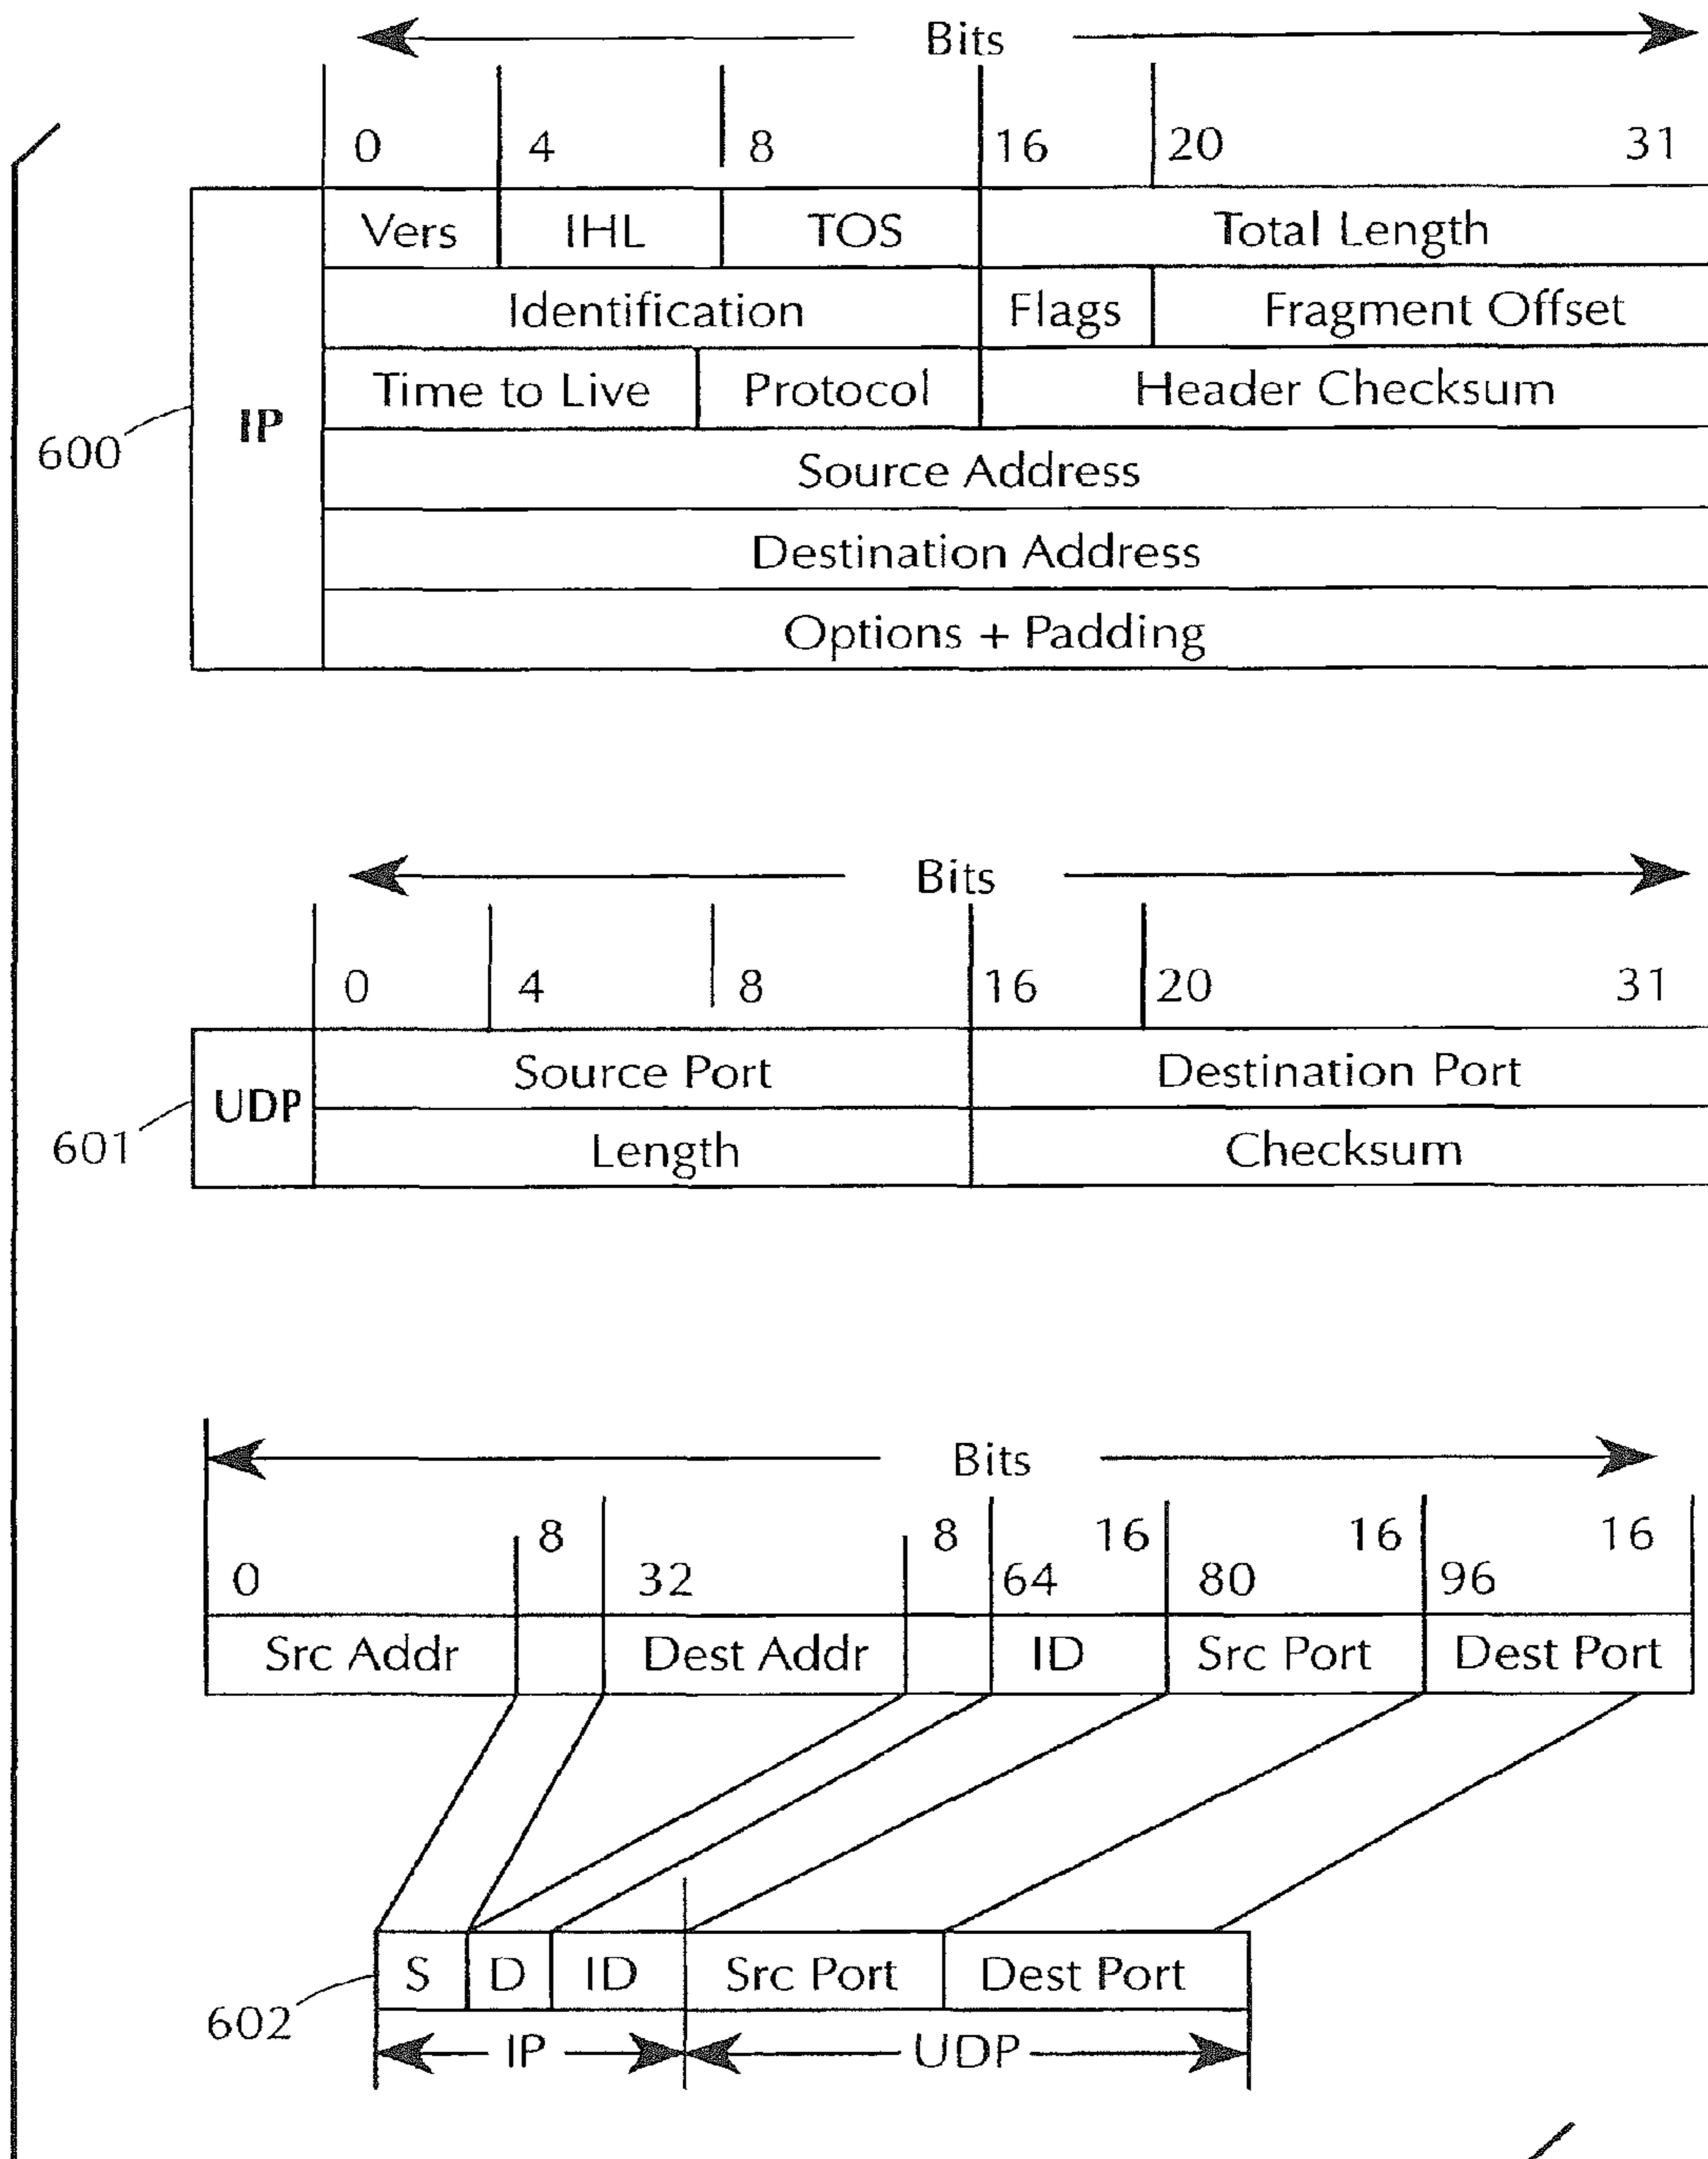 Bits
0 4 8 16 20 31
Vers IHL TOS Total Length
Identification Flags Fragment Offset
Time to Live Protocol Header Checksum
IP
600
Source Address
Destination Address
Options + Padding
Bits
0 4 8 16 20 31
Source Port Destination Port
UDP
601
Length Checksum
Bits
8 8 16 16 16
0 32 64 80 96
Src Addr Dest Addr ID Src Port Dest Port
S D ID Src Port Dest Port
602
IP UDP